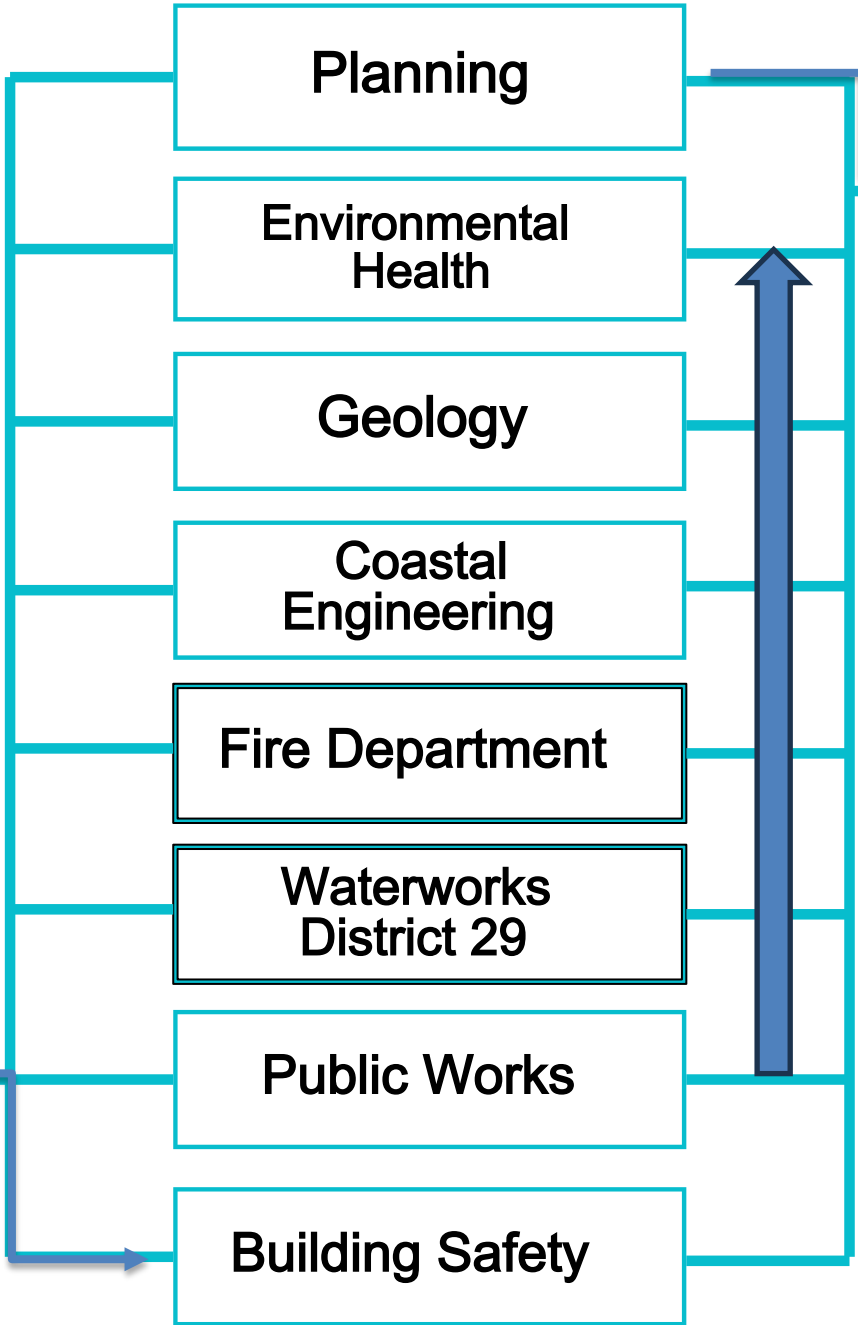 Planning
Environmental
Health
Geology
Coastal
Engineering
Fire Department
Waterworks
District 29
Public Works
Building Safety